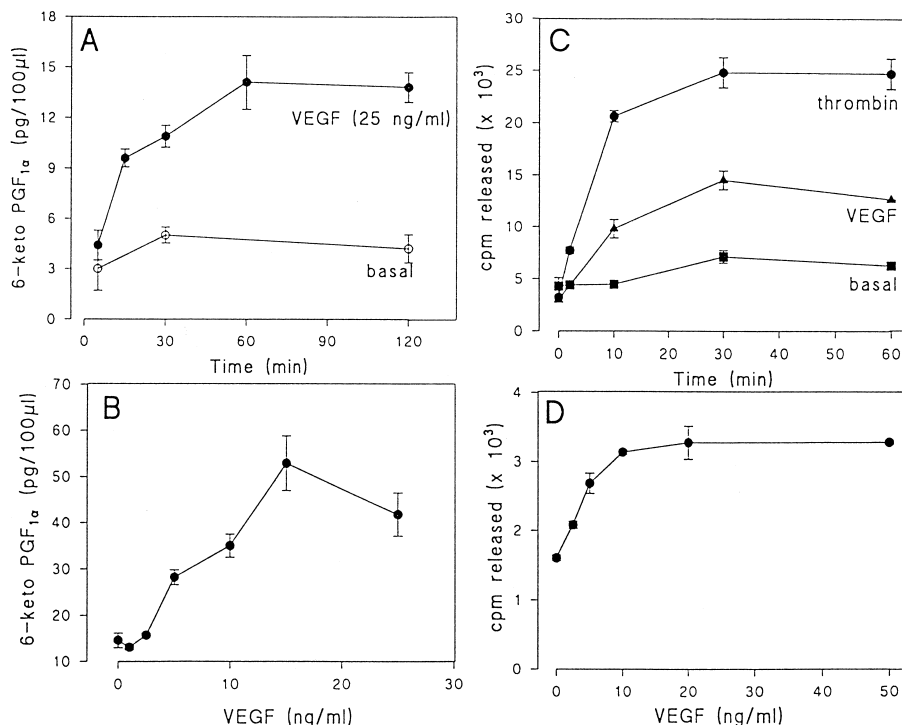 A
6-keto PGF1α (pg/100μl)
18
15
12
9
6
3
0
VEGF (25 ng/ml)
basal
0 30 60 90 120
Time (min)
C
cpm released (x 10³)
30
25
20
15
10
5
0
thrombin
VEGF
basal
0 10 20 30 40 50 60
Time (min)
B
6-keto PGF1α (pg/100μl)
70
60
50
40
30
20
10
0 10 20 30
VEGF (ng/ml)
D
cpm released (x 10³)
4
3
2
1
0
0 10 20 30 40 50
VEGF (ng/ml)